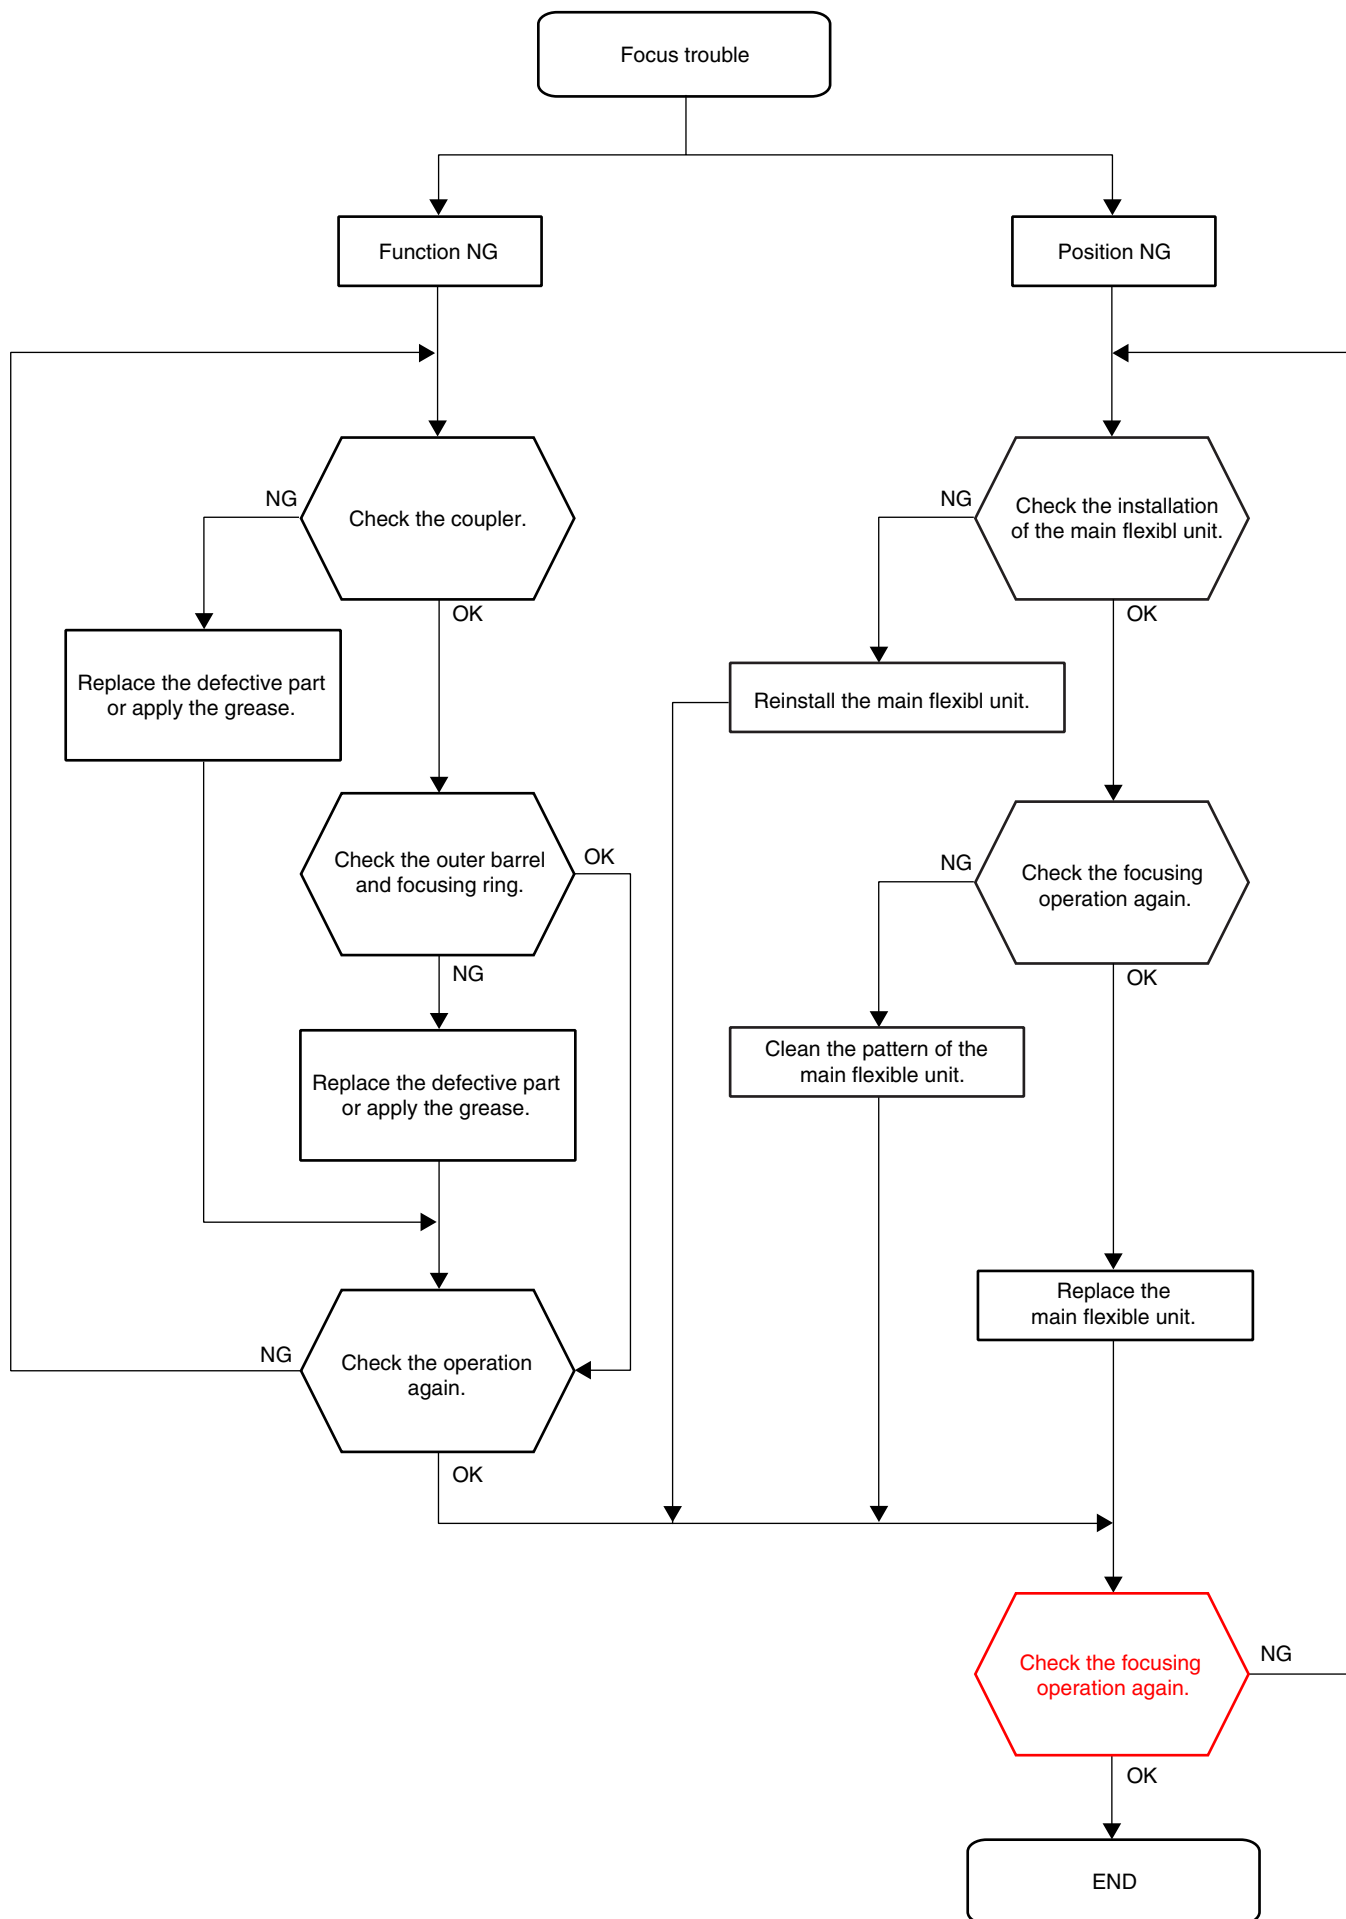 Focus trouble
Function NG
Position NG
NG
Check the coupler.
OK
Replace the defective part
or apply the grease.
Check the outer barrel
and focusing ring.
OK
NG
Replace the defective part
or apply the grease.
NG
Check the operation
again.
OK
NG
Check the installation
of the main flexibl unit.
OK
Reinstall the main flexibl unit.
NG
Check the focusing
operation again.
OK
Clean the pattern of the
main flexible unit.
Replace the
main flexible unit.
Check the focusing
operation again.
NG
OK
END